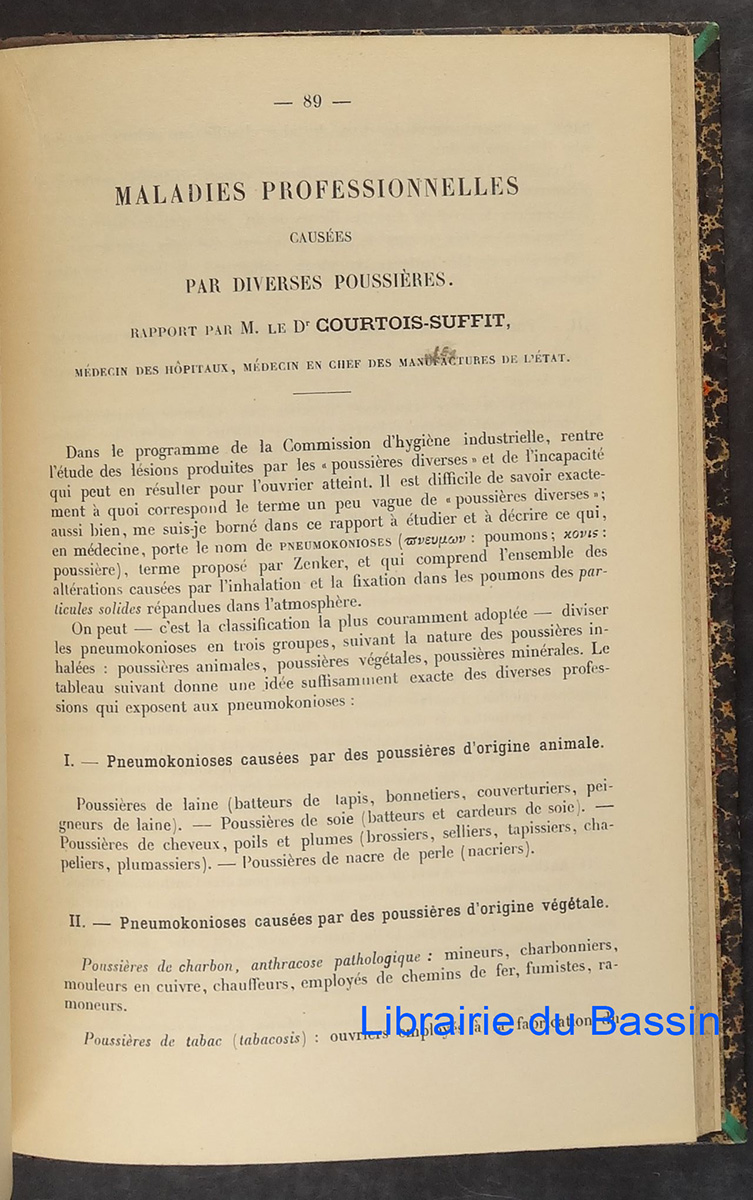 — 89 —
MALADIES PROFESSIONNELLES
CAUSÉES
PAR DIVERSES POUSSIÈRES.
RAPPORT PAR M. LE Dr COURTOIS-SUFFIT,
MÉDECIN DES HÔPITAUX, MÉDECIN EN CHEF DES MANUFACTURES DE L'ÉTAT.
Dans le programme de la Commission d'hygiène industrielle, rentre
l'étude des lésions produites par les « poussières diverses » et de l'incapacité
qui peut en résulter pour l'ouvrier atteint. Il est difficile de savoir exacte-
ment à quoi correspond le terme un peu vague de « poussières diverses »;
aussi bien, me suis-je borné dans ce rapport à étudier et à décrire ce qui,
en médecine, porte le nom de PNEUMOKONIOSES (ϖνευμων : poumons; κονις :
poussière), terme proposé par Zenker, et qui comprend l'ensemble des
altérations causées par l'inhalation et la fixation dans les poumons des par-
ticules solides répandues dans l'atmosphère.
On peut — c'est la classification la plus couramment adoptée — diviser
les pneumokonioses en trois groupes, suivant la nature des poussières in-
halées : poussières animales, poussières végétales, poussières minérales. Le
tableau suivant donne une idée suffisamment exacte des diverses profes-
sions qui exposent aux pneumokonioses :
I. — Pneumokonioses causées par des poussières d'origine animale.
Poussières de laine (batteurs de tapis, bonnetiers, couverturiers, pei-
gneurs de laine). — Poussières de soie (batteurs et cardeurs de soie). —
Poussières de cheveux, poils et plumes (brossiers, selliers, tapissiers, cha-
peliers, plumassiers). — Poussières de nacre de perle (nacriers).
II. — Pneumokonioses causées par des poussières d'origine végétale.
Poussières de charbon, anthracose pathologique : mineurs, charbonniers,
mouleurs en cuivre, chauffeurs, employés de chemins de fer, fumistes, ra-
moneurs.
Poussières de tabac (tabacosis) : ouvriers employés à la fabrication du
Librairie du Bassin